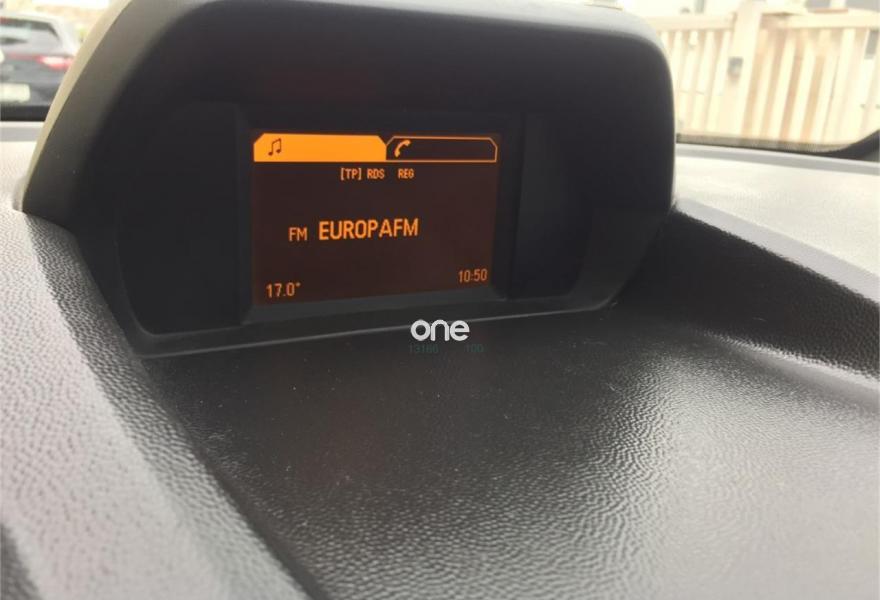 [TP] RDS REG
FM EUROPAFM
17.0° 10:50
one